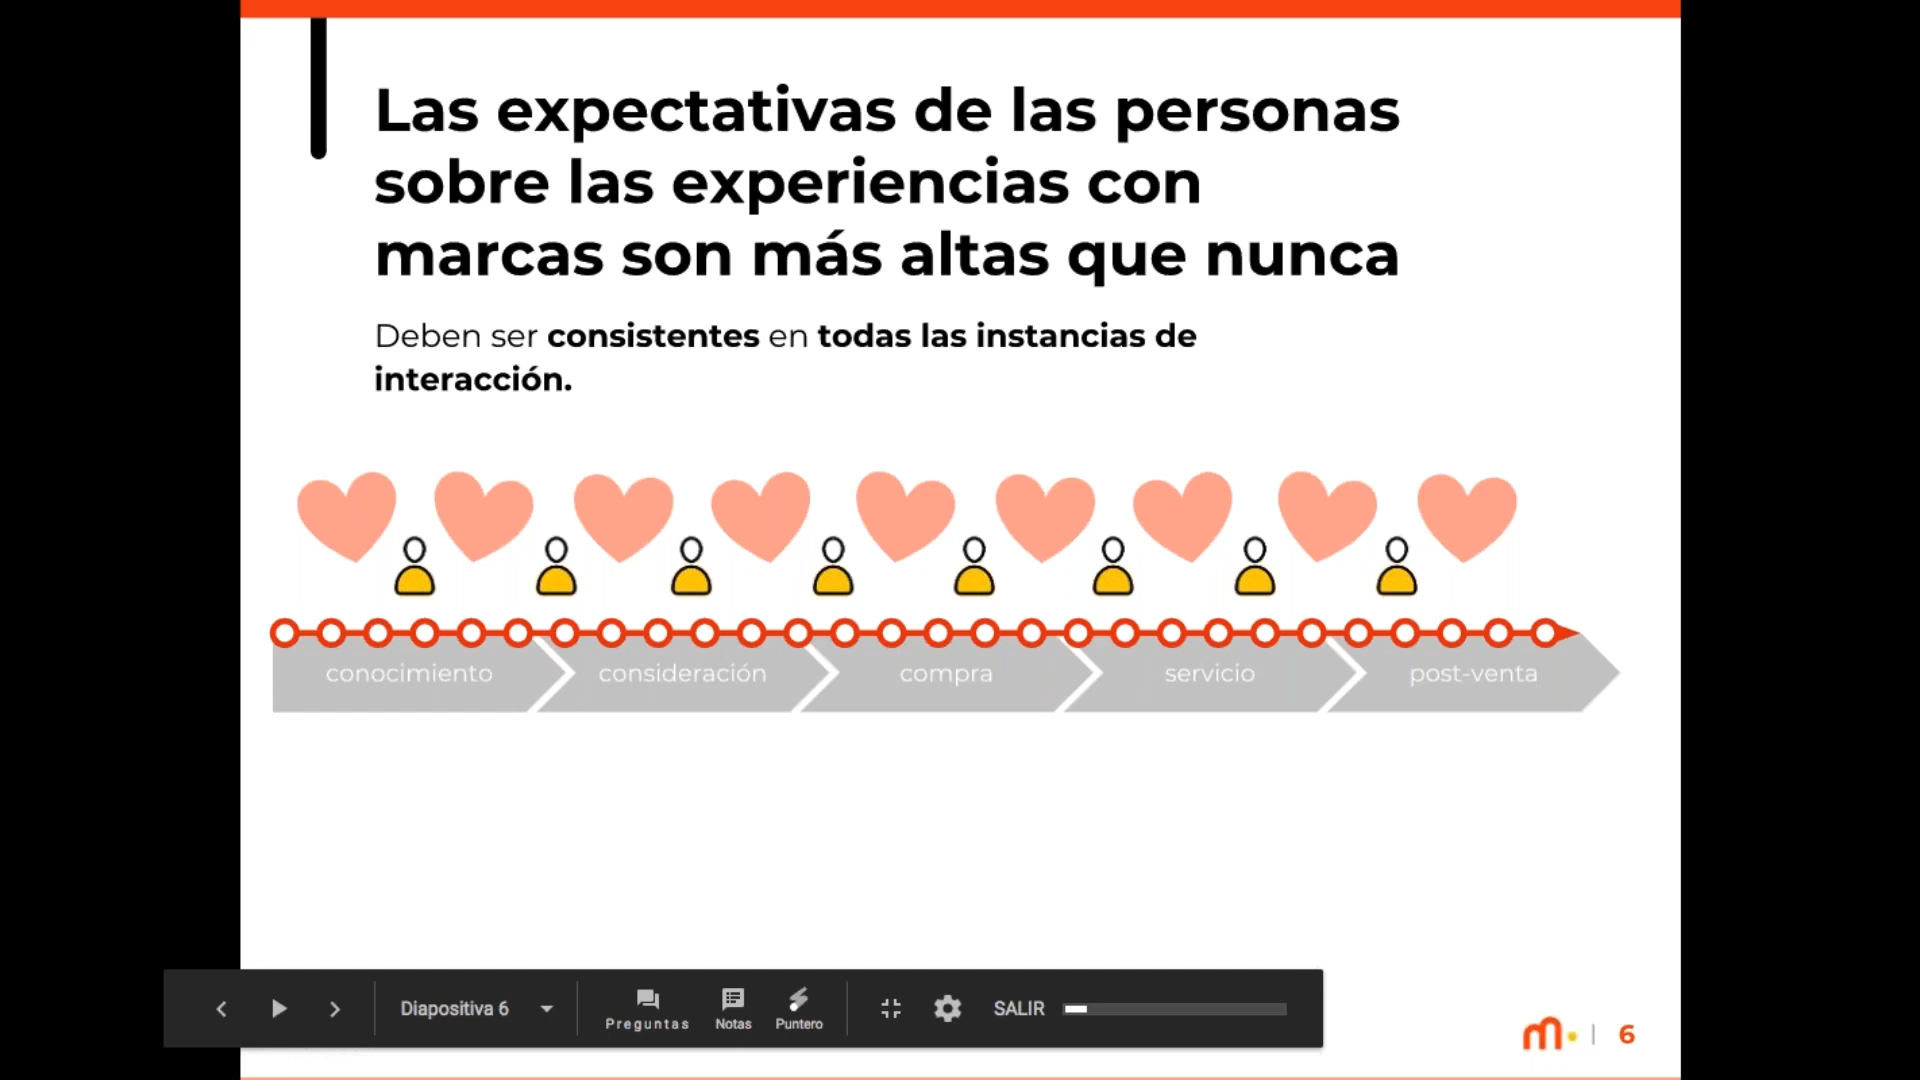 Las expectativas de las personas
sobre las experiencias con
marcas son más altas que nunca
Deben ser consistentes en todas las instancias de
interacción.
conocimiento
consideración
compra
servicio
post-venta
Diapositiva 6
Preguntas
Notas
Puntero
SALIR
m. | 6